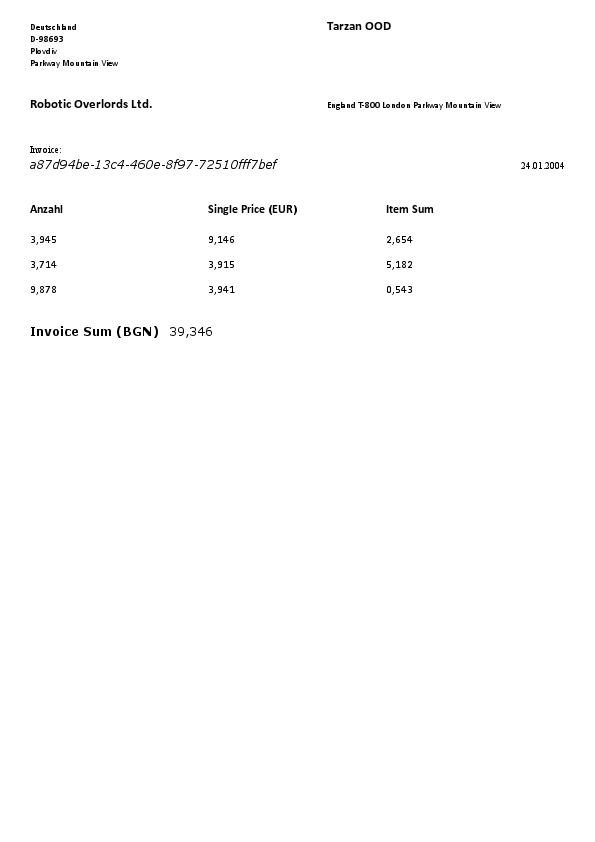 Deutschland
D-98693
Plovdiv
Parkway Mountain View
Tarzan OOD
Robotic Overlords Ltd.
England T-800 London Parkway Mountain View
Invoice:
a87d94be-13c4-460e-8f97-72510fff7bef
24.01.2004
Anzahl Single Price (EUR) Item Sum
3,945 9,146 2,654
3,714 3,915 5,182
9,878 3,941 0,543
Invoice Sum (BGN) 39,346